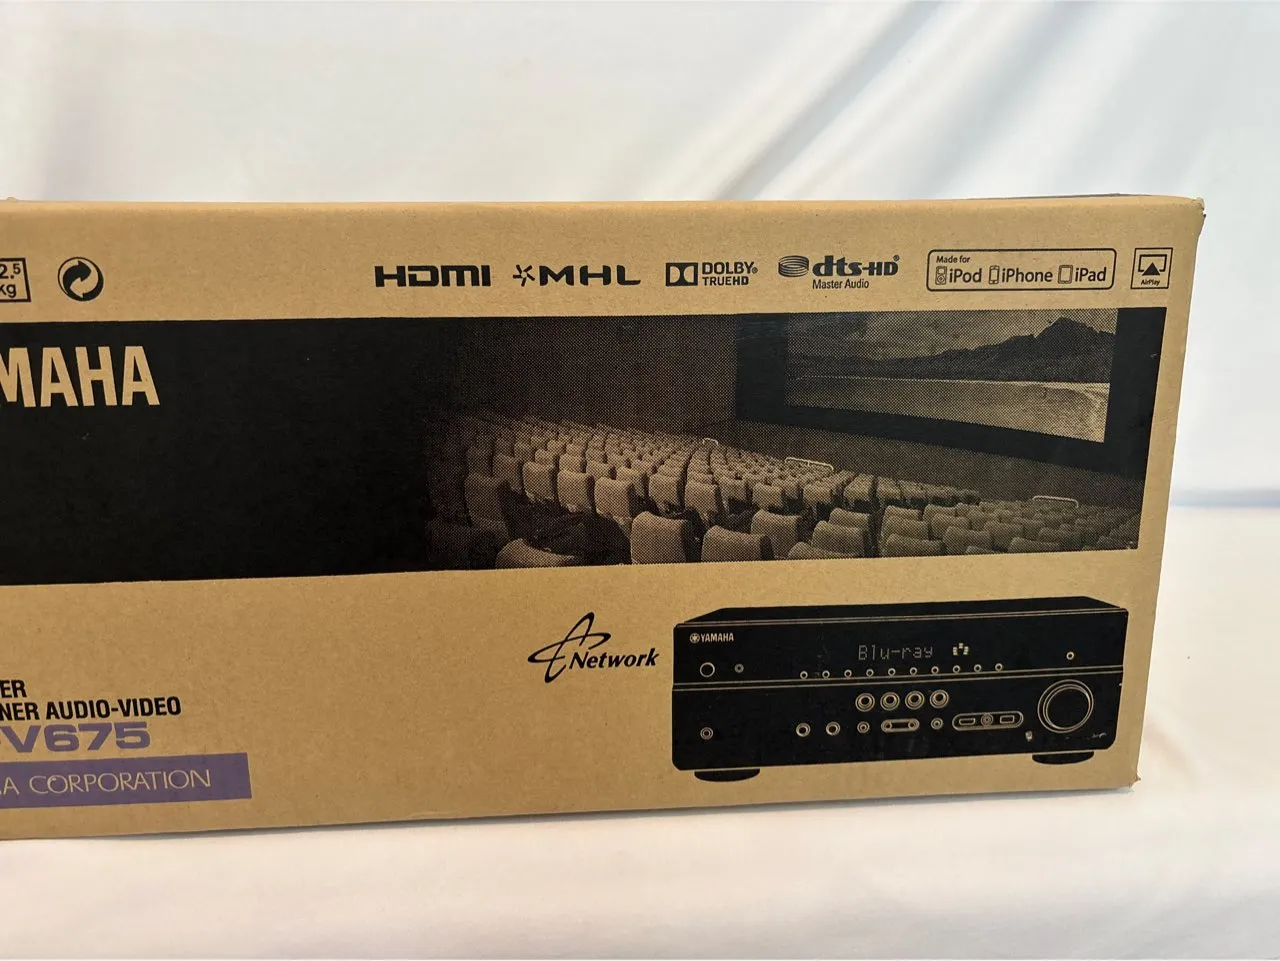 2.5
kg
HDMI MHL DOLBY® TRUEHD dts-HD® Master Audio Made for iPod iPhone iPad AirPlay
MAHA
YAMAHA
Blu-ray
Network
ER
NER AUDIO-VIDEO
-V675
A CORPORATION